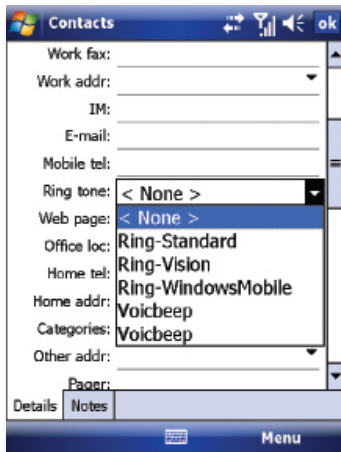 Contacts ok
Work fax:
Work addr:
IM:
E-mail:
Mobile tel:
Ring tone: < None >
Web page: < None >
Office loc: Ring-Standard
Home tel: Ring-Vision
Home addr: Ring-WindowsMobile
Categories: Voicbeep
Voicbeep
Other addr:
Pager:
Details Notes
Menu